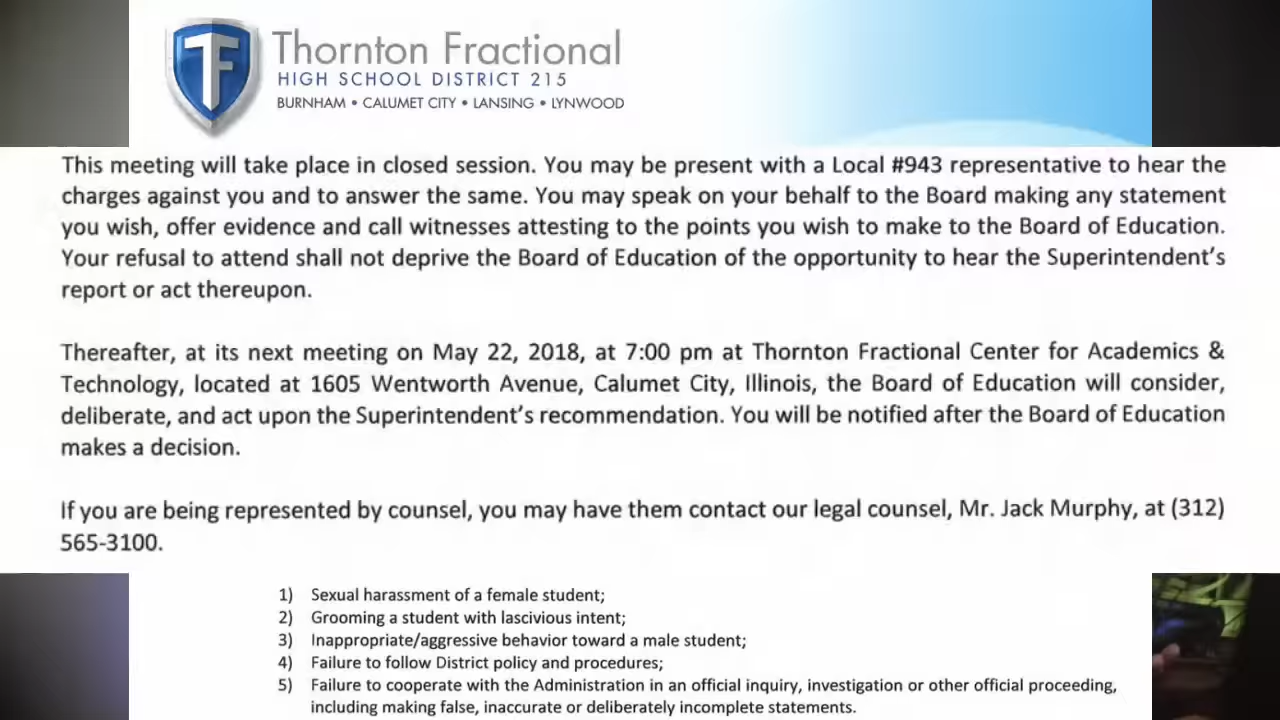 TF
Thornton Fractional
HIGH SCHOOL DISTRICT 215
BURNHAM • CALUMET CITY • LANSING • LYNWOOD
This meeting will take place in closed session. You may be present with a Local #943 representative to hear the
charges against you and to answer the same. You may speak on your behalf to the Board making any statement
you wish, offer evidence and call witnesses attesting to the points you wish to make to the Board of Education.
Your refusal to attend shall not deprive the Board of Education of the opportunity to hear the Superintendent's
report or act thereupon.
Thereafter, at its next meeting on May 22, 2018, at 7:00 pm at Thornton Fractional Center for Academics &
Technology, located at 1605 Wentworth Avenue, Calumet City, Illinois, the Board of Education will consider,
deliberate, and act upon the Superintendent's recommendation. You will be notified after the Board of Education
makes a decision.
If you are being represented by counsel, you may have them contact our legal counsel, Mr. Jack Murphy, at (312)
565-3100.
1) Sexual harassment of a female student;
2) Grooming a student with lascivious intent;
3) Inappropriate/aggressive behavior toward a male student;
4) Failure to follow District policy and procedures;
5) Failure to cooperate with the Administration in an official inquiry, investigation or other official proceeding,
including making false, inaccurate or deliberately incomplete statements.